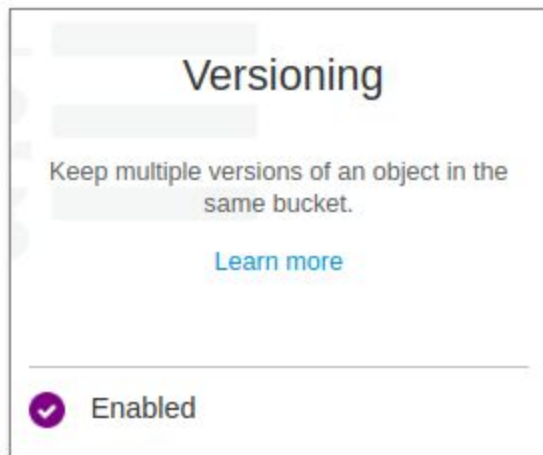 Versioning
Keep multiple versions of an object in the
same bucket.
Learn more
Enabled